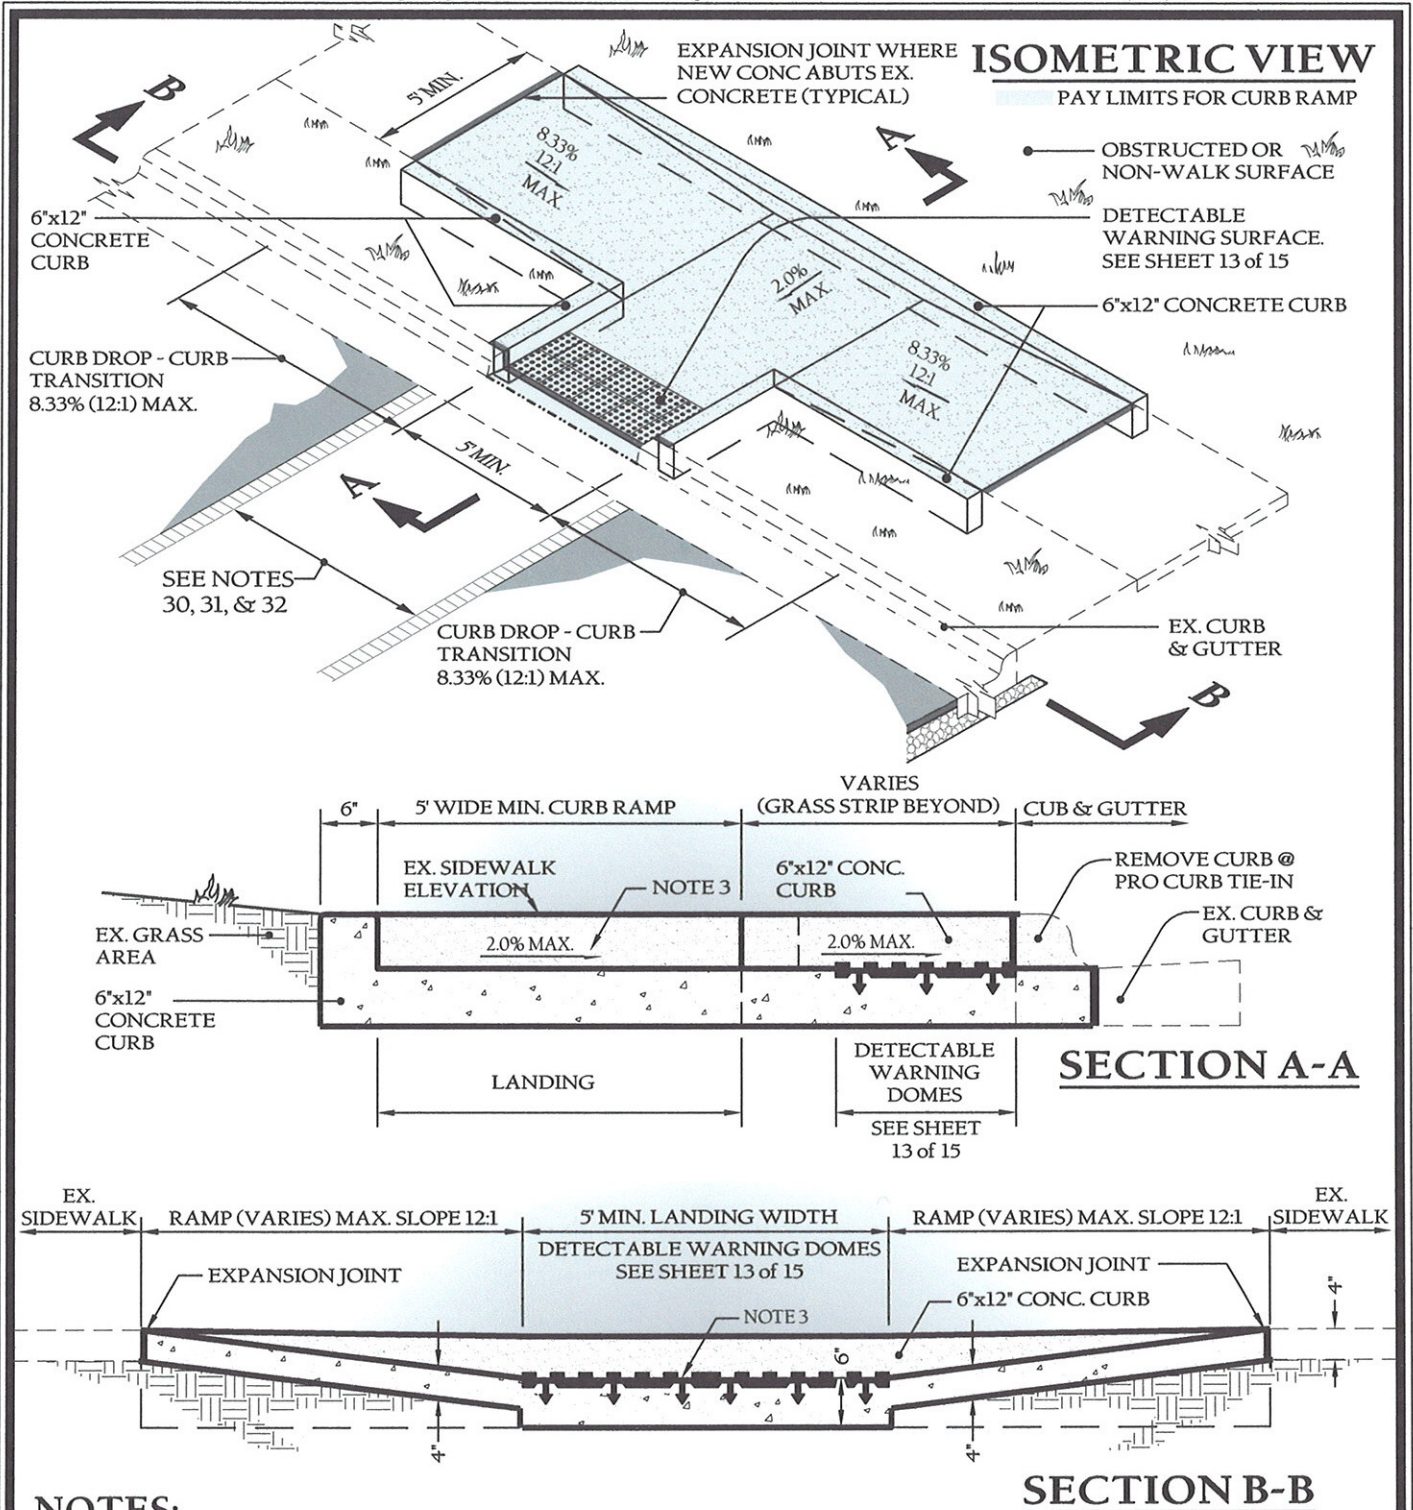 ISOMETRIC VIEW
PAY LIMITS FOR CURB RAMP
EXPANSION JOINT WHERE
NEW CONC ABUTS EX.
CONCRETE (TYPICAL)
B
5' MIN.
8.33%
12:1
MAX.
A
OBSTRUCTED OR
NON-WALK SURFACE
6"x12"
CONCRETE
CURB
DETECTABLE
WARNING SURFACE.
SEE SHEET 13 of 15
2.0%
MAX.
6"x12" CONCRETE CURB
8.33%
12:1
MAX.
CURB DROP - CURB
TRANSITION
8.33% (12:1) MAX.
5' MIN.
A
SEE NOTES
30, 31, & 32
CURB DROP - CURB
TRANSITION
8.33% (12:1) MAX.
EX. CURB
& GUTTER
B
6"
5' WIDE MIN. CURB RAMP
VARIES
(GRASS STRIP BEYOND)
CUB & GUTTER
EX. SIDEWALK
ELEVATION
NOTE 3
6"x12" CONC.
CURB
REMOVE CURB @
PRO CURB TIE-IN
EX. GRASS
AREA
2.0% MAX.
2.0% MAX.
EX. CURB &
GUTTER
6"x12"
CONCRETE
CURB
LANDING
DETECTABLE
WARNING
DOMES
SEE SHEET
13 of 15
SECTION A-A
EX.
SIDEWALK
RAMP (VARIES) MAX. SLOPE 12:1
5' MIN. LANDING WIDTH
RAMP (VARIES) MAX. SLOPE 12:1
EX.
SIDEWALK
DETECTABLE WARNING DOMES
SEE SHEET 13 of 15
EXPANSION JOINT
EXPANSION JOINT
6"x12" CONC. CURB
NOTE 3
4"
6"
4"
4"
SECTION B-B
NOTES: